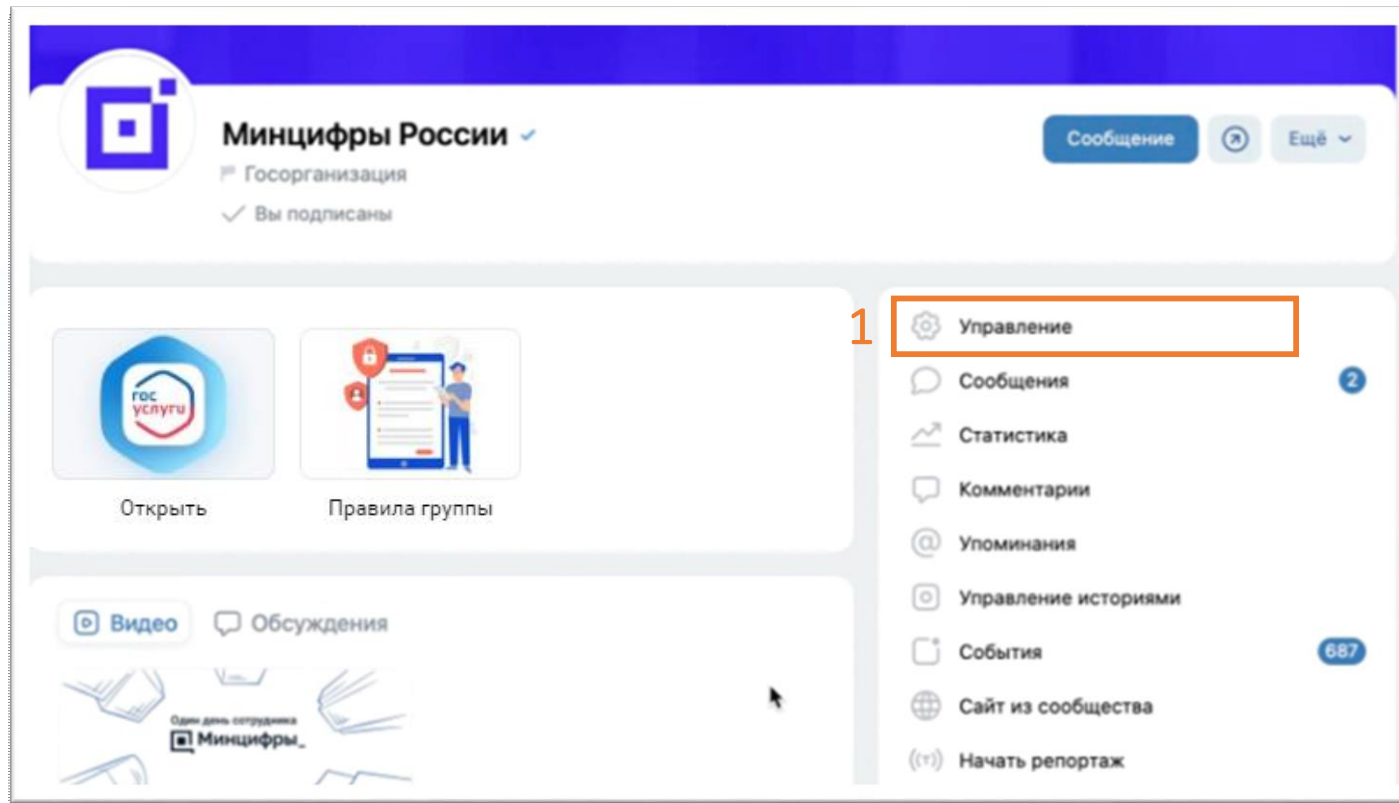 Минцифры России
Госорганизация
Вы подписаны
Сообщение
Ещё
гос
услуги
Открыть
Правила группы
Видео
Обсуждения
Один день сотрудника
Минцифры_
1
Управление
Сообщения
2
Статистика
Комментарии
Упоминания
Управление историями
События
687
Сайт из сообщества
Начать репортаж